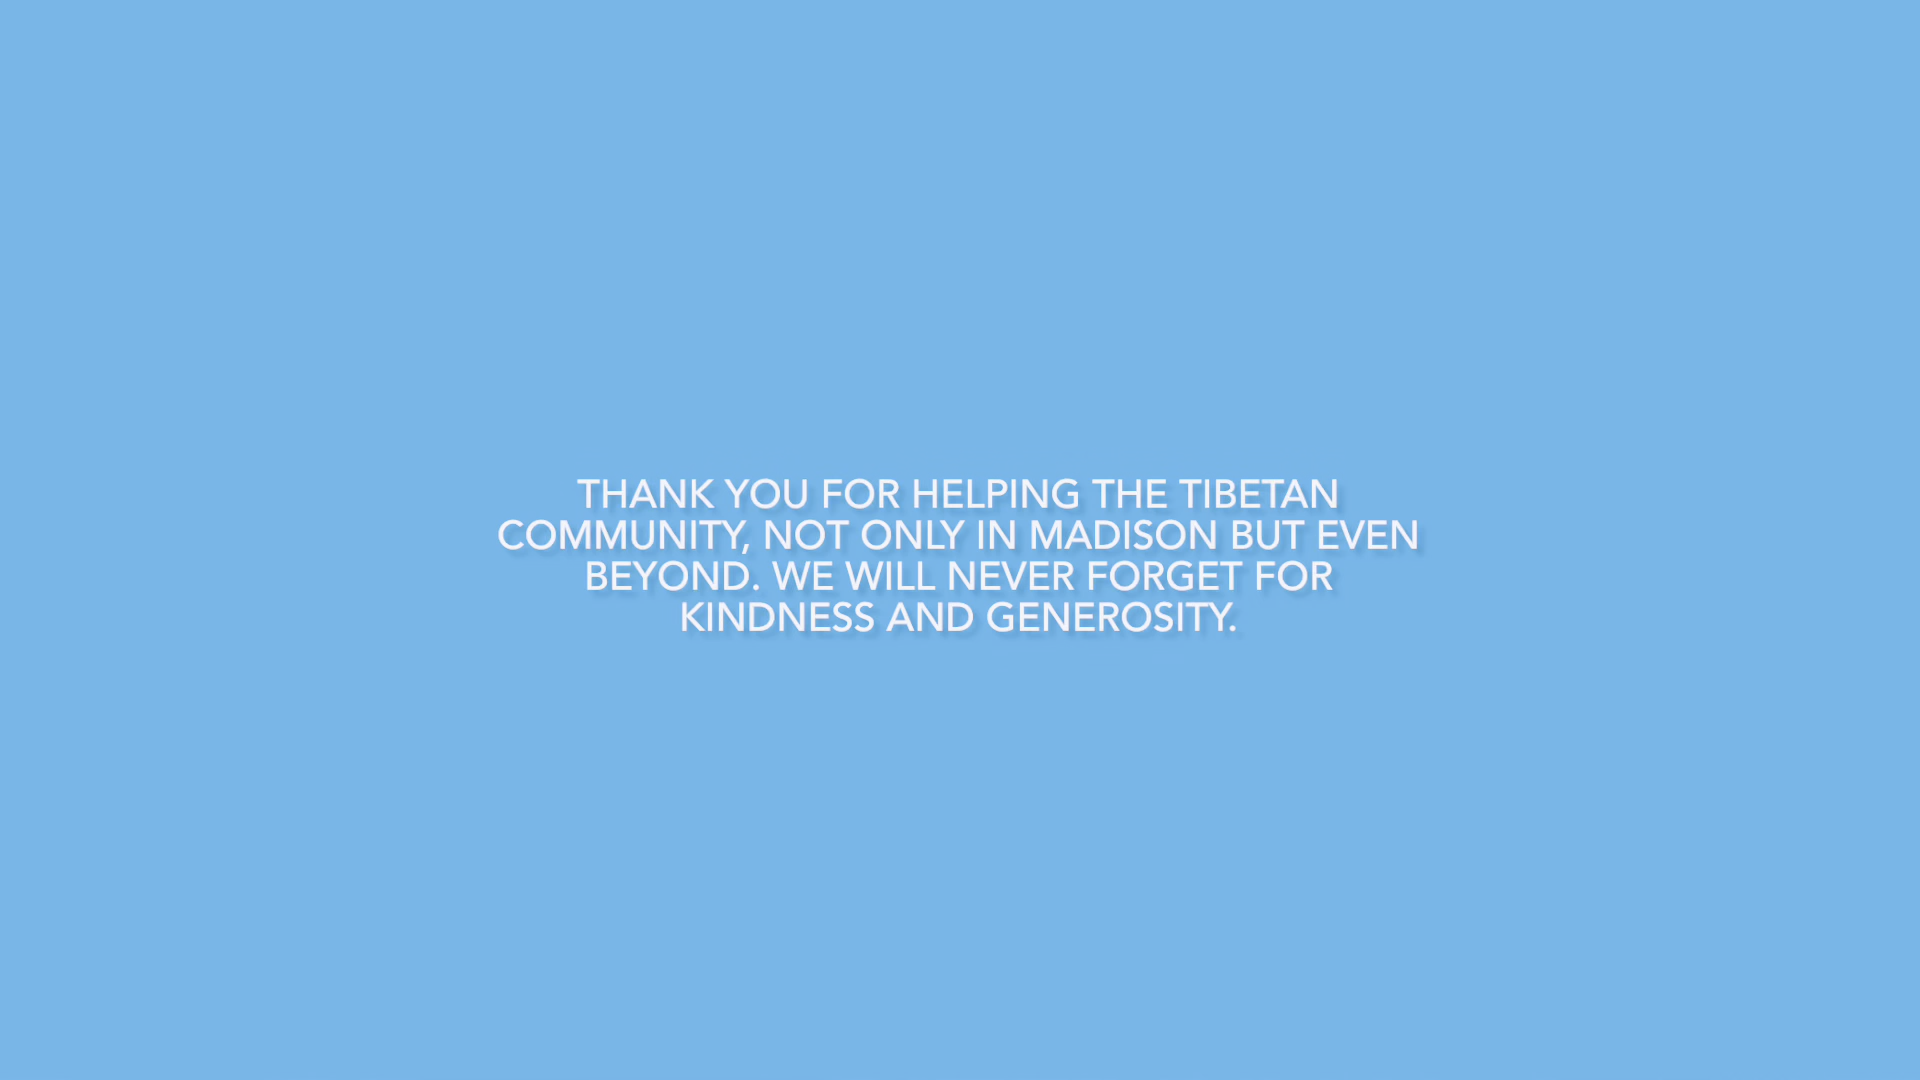 THANK YOU FOR HELPING THE TIBETAN
COMMUNITY, NOT ONLY IN MADISON BUT EVEN
BEYOND. WE WILL NEVER FORGET FOR
KINDNESS AND GENEROSITY.